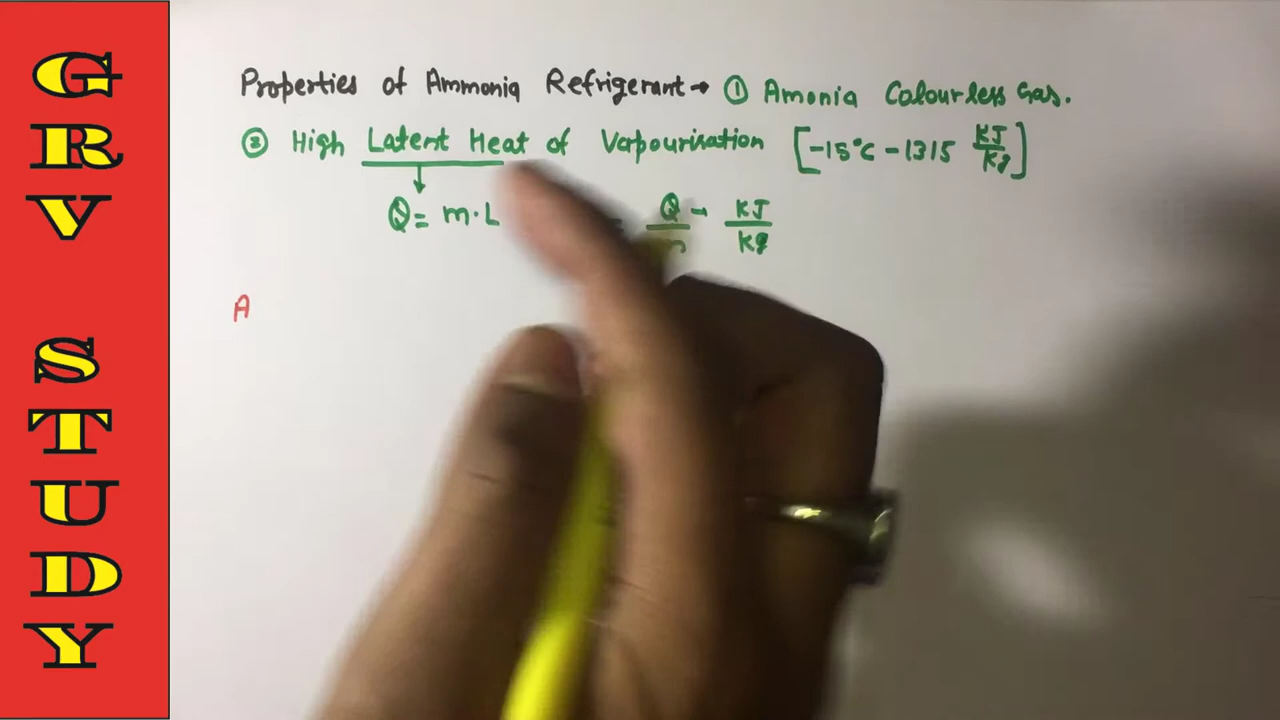 GRV STUDY
Properties of Ammonia Refrigerant → ① Amonia Colourless Gas.
② High Latent Heat of Vapourisation [-15°C - 1315 KJ/Kg]
Q = m·L = Q/m → KJ/Kg
A